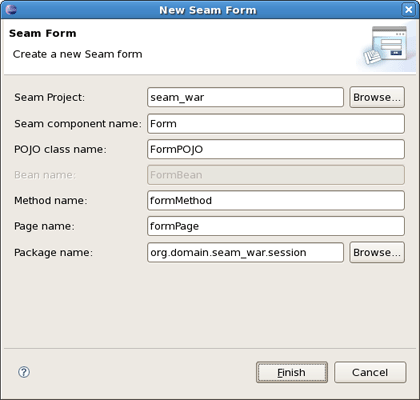 New Seam Form
Seam Form
Create a new Seam form
Seam Project: seam_war Browse...
Seam component name: Form
POJO class name: FormPOJO
Bean name: FormBean
Method name: formMethod
Page name: formPage
Package name: org.domain.seam_war.session Browse...
? Finish Cancel